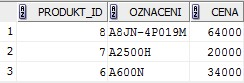 PRODUKT_ID OZNACENI CENA
1 8 A8JN-4P019M 64000
2 7 A2500H 20000
3 6 A600N 34000